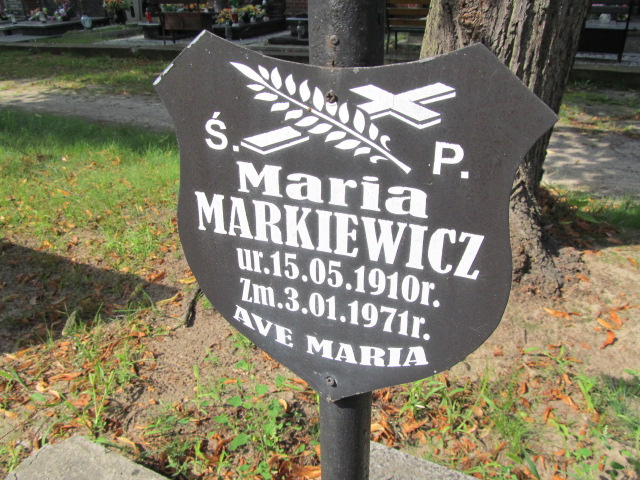 Ś. P.
Maria
MARKIEWICZ
ur.15.05.1910r.
Zm.3.01.1971r.
AVE MARIA